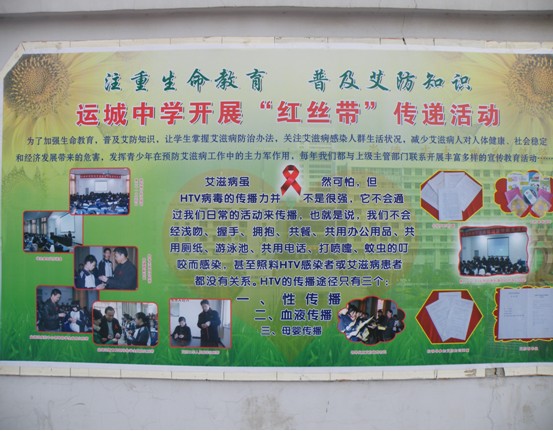 注重生命教育 普及艾防知识
运城中学开展“红丝带”传递活动
为了加强生命教育，普及艾防知识，让学生掌握艾滋病防治办法，关注艾滋病感染人群生活状况，减少艾滋病人对人体健康、社会稳定
和经济发展带来的危害，发挥青少年在预防艾滋病工作中的主力军作用，每年我们都与上级主管部门联系开展丰富多样的宣传教育活动……
艾滋病虽 然可怕，但
HTV病毒的传播力并 不是很强，它不会通
过我们日常的活动来传播，也就是说，我们不会
经浅吻、握手、拥抱、共餐、共用办公用品、共
用厕纸、游泳池、共用电话、打喷嚏、蚊虫的叮
咬而感染，甚至照料HTV感染者或艾滋病患者
都没有关系。HTV的传播途径只有三个：
一、性传播
二、血液传播
三、母婴传播